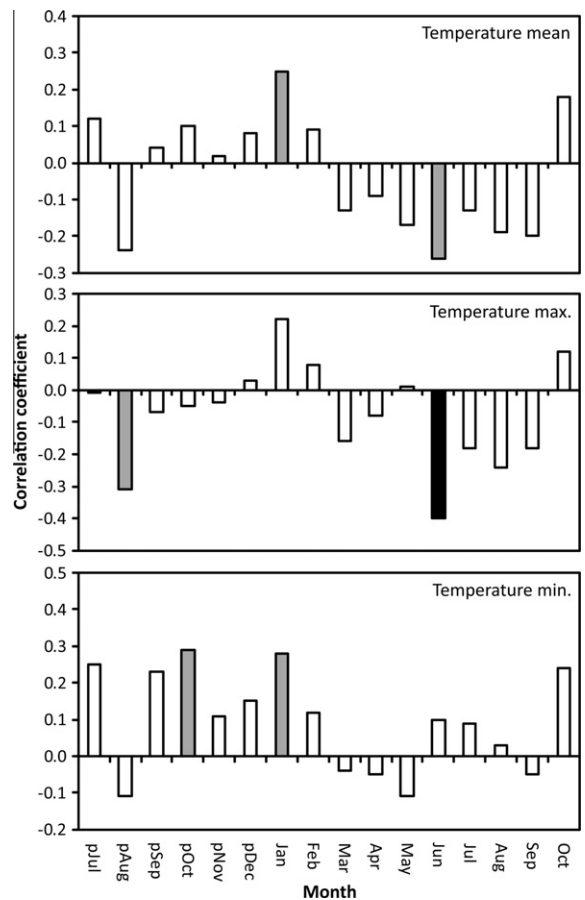 Temperature mean
0.4
0.3
0.2
0.1
0.0
-0.1
-0.2
-0.3
Temperature max.
0.3
0.2
0.1
0.0
-0.1
-0.2
-0.3
-0.4
-0.5
Correlation coefficient
Temperature min.
0.5
0.4
0.3
0.2
0.1
0.0
-0.1
-0.2
pJul
pAug
pSep
pOct
pNov
pDec
Jan
Feb
Mar
Apr
May
Jun
Jul
Aug
Sep
Oct
Month